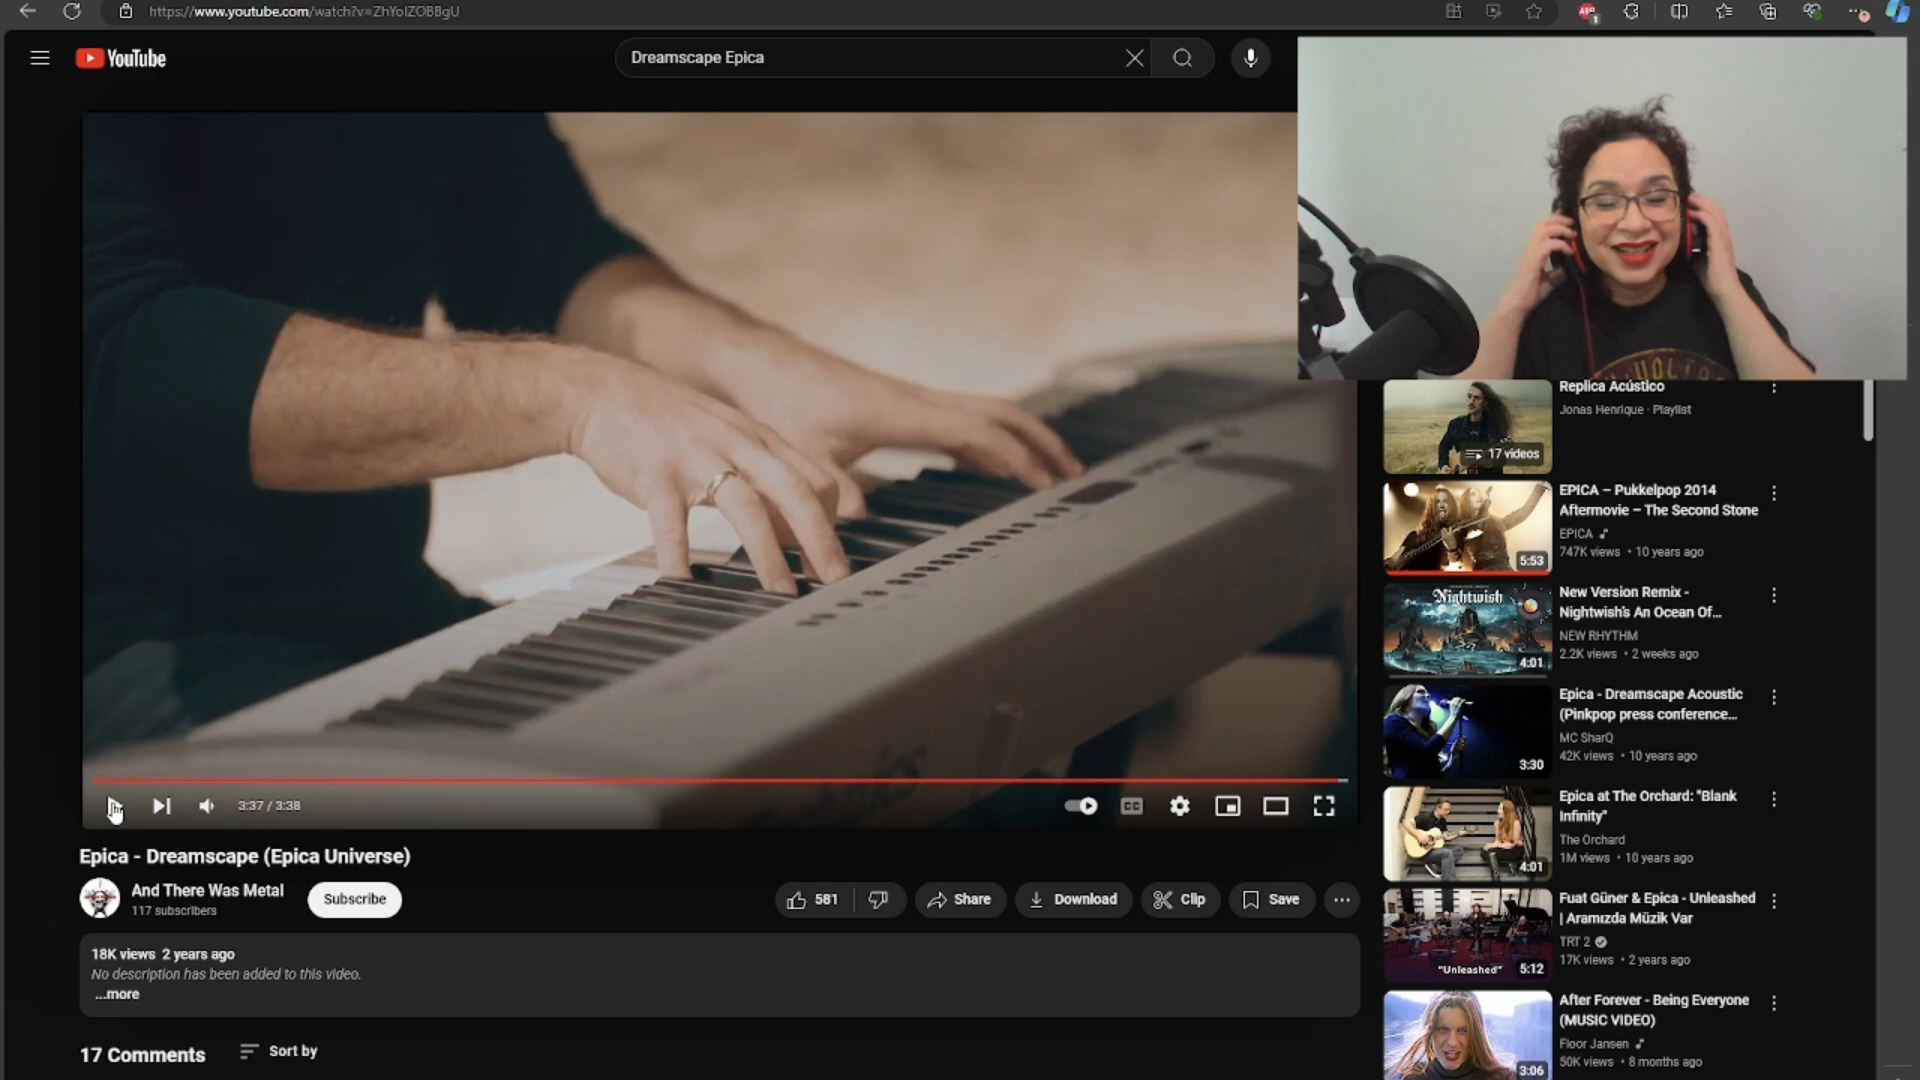 https://www.youtube.com/watch?v=ZhYolZOBBgU
YouTube
Dreamscape Epica
3:37 / 3:38
CC
Epica - Dreamscape (Epica Universe)
And There Was Metal
117 subscribers
Subscribe
581
Share
Download
Clip
Save
18K views 2 years ago
No description has been added to this video.
...more
17 Comments
Sort by
Replica Acústico
Jonas Henrique · Playlist
17 videos
EPICA – Pukkelpop 2014
Aftermovie – The Second Stone
EPICA
747K views • 10 years ago
5:53
Nightwish
New Version Remix -
Nightwish's An Ocean Of...
NEW RHYTHM
2.2K views • 2 weeks ago
4:01
Epica - Dreamscape Acoustic
(Pinkpop press conference...
MC SharQ
42K views • 10 years ago
3:30
Epica at The Orchard: "Blank
Infinity"
The Orchard
1M views • 10 years ago
4:01
Fuat Güner & Epica - Unleashed
| Aramızda Müzik Var
TRT 2
17K views • 2 years ago
"Unleashed"
5:12
After Forever - Being Everyone
(MUSIC VIDEO)
Floor Jansen
50K views • 8 months ago
3:06